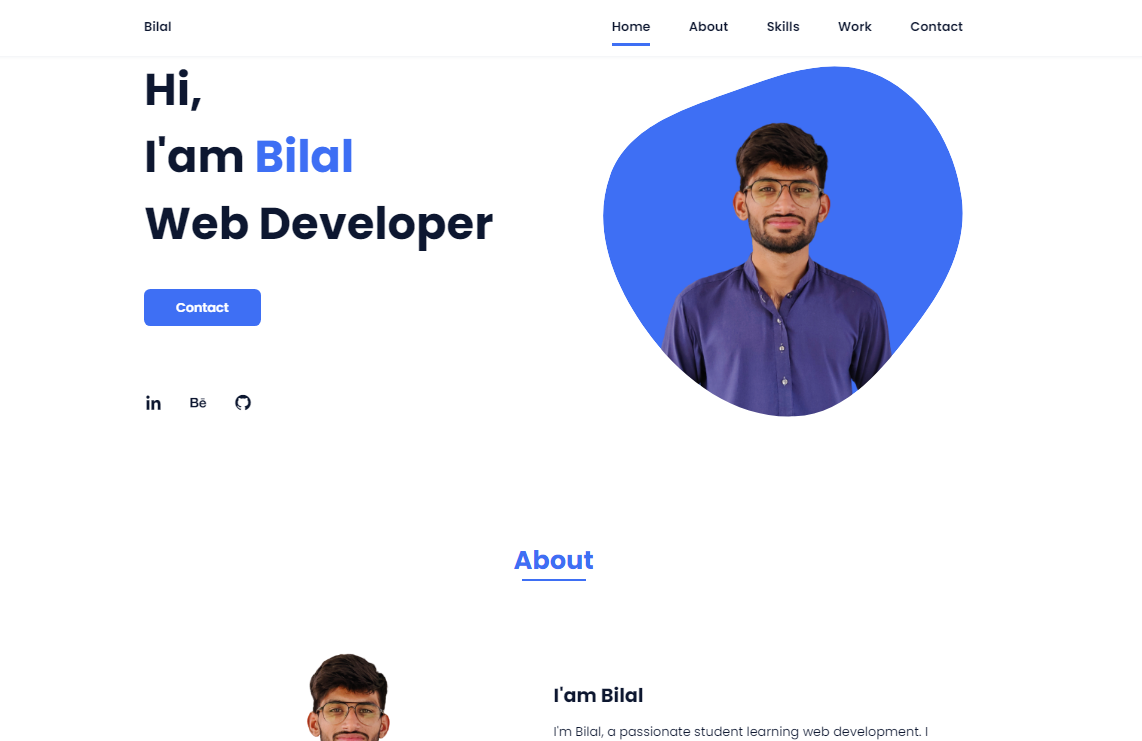 Bilal
Home About Skills Work Contact
Hi,
I'am Bilal
Web Developer
Contact
in Bē
About
I'am Bilal
I'm Bilal, a passionate student learning web development. I